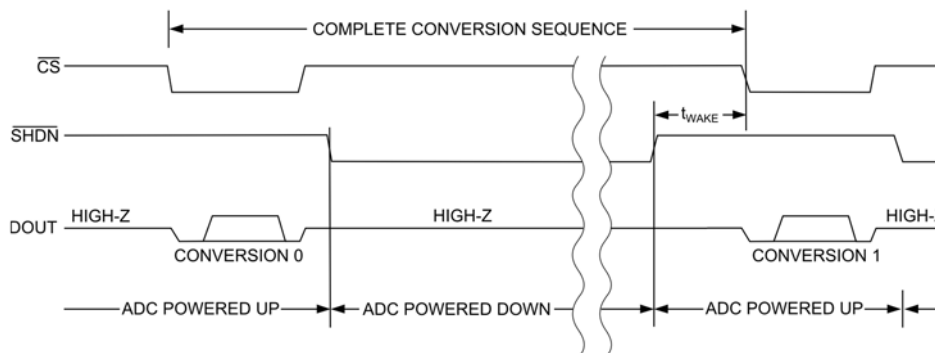 COMPLETE CONVERSION SEQUENCE
CS
SHDN
tWAKE
DOUT
HIGH-Z
HIGH-Z
HIGH-
CONVERSION 0
CONVERSION 1
ADC POWERED UP
ADC POWERED DOWN
ADC POWERED UP